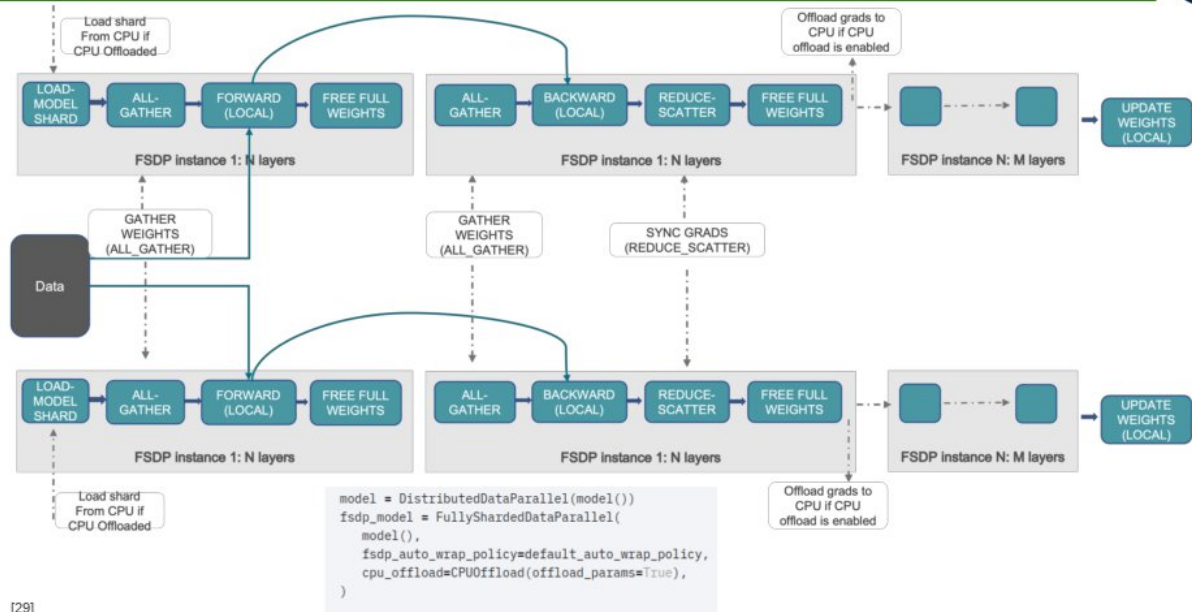 Load shard
From CPU if
CPU Offloaded
Offload grads to
CPU if CPU
offload is enabled
LOAD-
MODEL
SHARD
ALL-
GATHER
FORWARD
(LOCAL)
FREE FULL
WEIGHTS
FSDP instance 1: N layers
ALL-
GATHER
BACKWARD
(LOCAL)
REDUCE-
SCATTER
FREE FULL
WEIGHTS
FSDP instance 1: N layers
FSDP instance N: M layers
UPDATE
WEIGHTS
(LOCAL)
GATHER
WEIGHTS
(ALL_GATHER)
GATHER
WEIGHTS
(ALL_GATHER)
SYNC GRADS
(REDUCE_SCATTER)
Data
LOAD-
MODEL
SHARD
ALL-
GATHER
FORWARD
(LOCAL)
FREE FULL
WEIGHTS
FSDP instance 1: N layers
ALL-
GATHER
BACKWARD
(LOCAL)
REDUCE-
SCATTER
FREE FULL
WEIGHTS
FSDP instance 1: N layers
FSDP instance N: M layers
UPDATE
WEIGHTS
(LOCAL)
Load shard
From CPU if
CPU Offloaded
Offload grads to
CPU if CPU
offload is enabled
model = DistributedDataParallel(model())
fsdp_model = FullyShardedDataParallel(
model(),
fsdp_auto_wrap_policy=default_auto_wrap_policy,
cpu_offload=CPUOffload(offload_params=True),
)
[29]